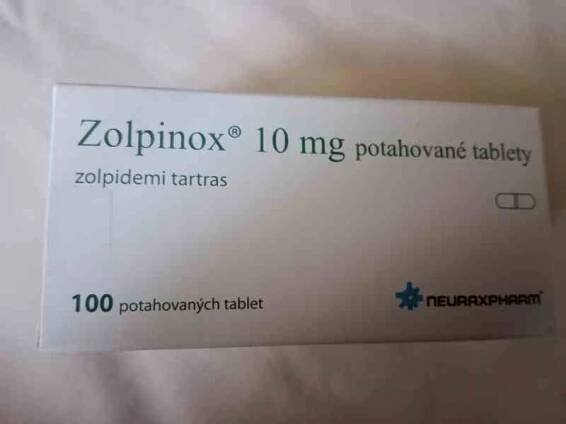 Zolpinox® 10 mg potahované tablety
zolpidemi tartras
100 potahovaných tablet
NEURAXPHARM